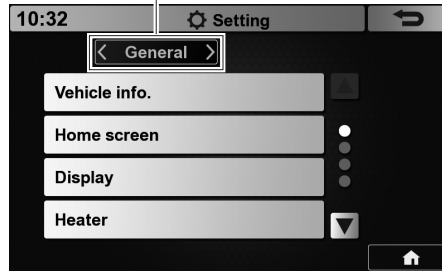 10:32 Setting
General
Vehicle info.
Home screen
Display
Heater